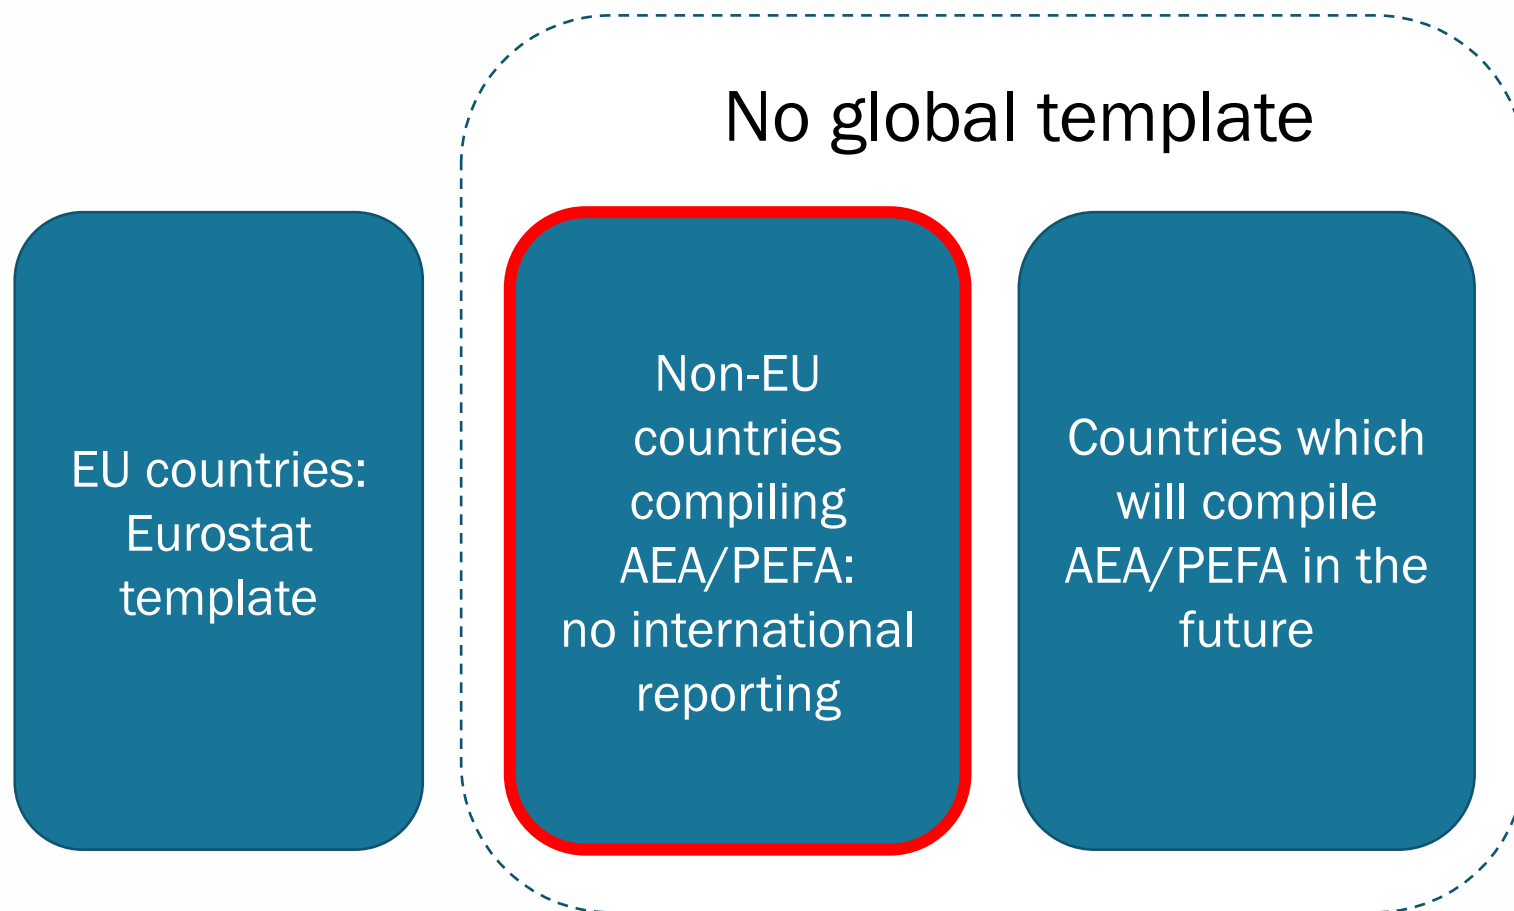 No global template
EU countries:
Eurostat
template
Non-EU
countries
compiling
AEA/PEFA:
no international
reporting
Countries which
will compile
AEA/PEFA in the
future